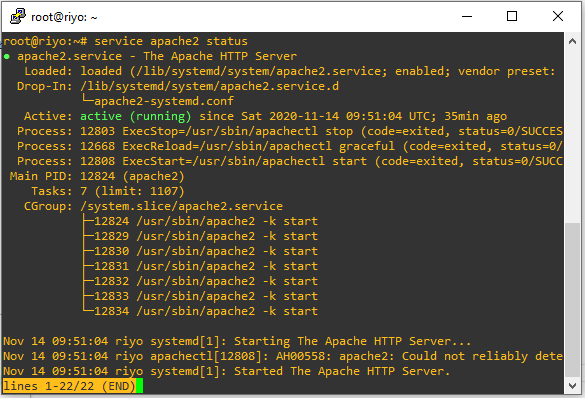 root@riyo: ~
root@riyo:~# service apache2 status
● apache2.service - The Apache HTTP Server
   Loaded: loaded (/lib/systemd/system/apache2.service; enabled; vendor preset:
  Drop-In: /lib/systemd/system/apache2.service.d
           └─apache2-systemd.conf
   Active: active (running) since Sat 2020-11-14 09:51:04 UTC; 35min ago
  Process: 12803 ExecStop=/usr/sbin/apachectl stop (code=exited, status=0/SUCCES
  Process: 12668 ExecReload=/usr/sbin/apachectl graceful (code=exited, status=0/
  Process: 12808 ExecStart=/usr/sbin/apachectl start (code=exited, status=0/SUCC
 Main PID: 12824 (apache2)
    Tasks: 7 (limit: 1107)
   CGroup: /system.slice/apache2.service
           ├─12824 /usr/sbin/apache2 -k start
           ├─12829 /usr/sbin/apache2 -k start
           ├─12830 /usr/sbin/apache2 -k start
           ├─12831 /usr/sbin/apache2 -k start
           ├─12832 /usr/sbin/apache2 -k start
           ├─12833 /usr/sbin/apache2 -k start
           └─12834 /usr/sbin/apache2 -k start

Nov 14 09:51:04 riyo systemd[1]: Starting The Apache HTTP Server...
Nov 14 09:51:04 riyo apachectl[12808]: AH00558: apache2: Could not reliably dete
Nov 14 09:51:04 riyo systemd[1]: Started The Apache HTTP Server.
lines 1-22/22 (END)